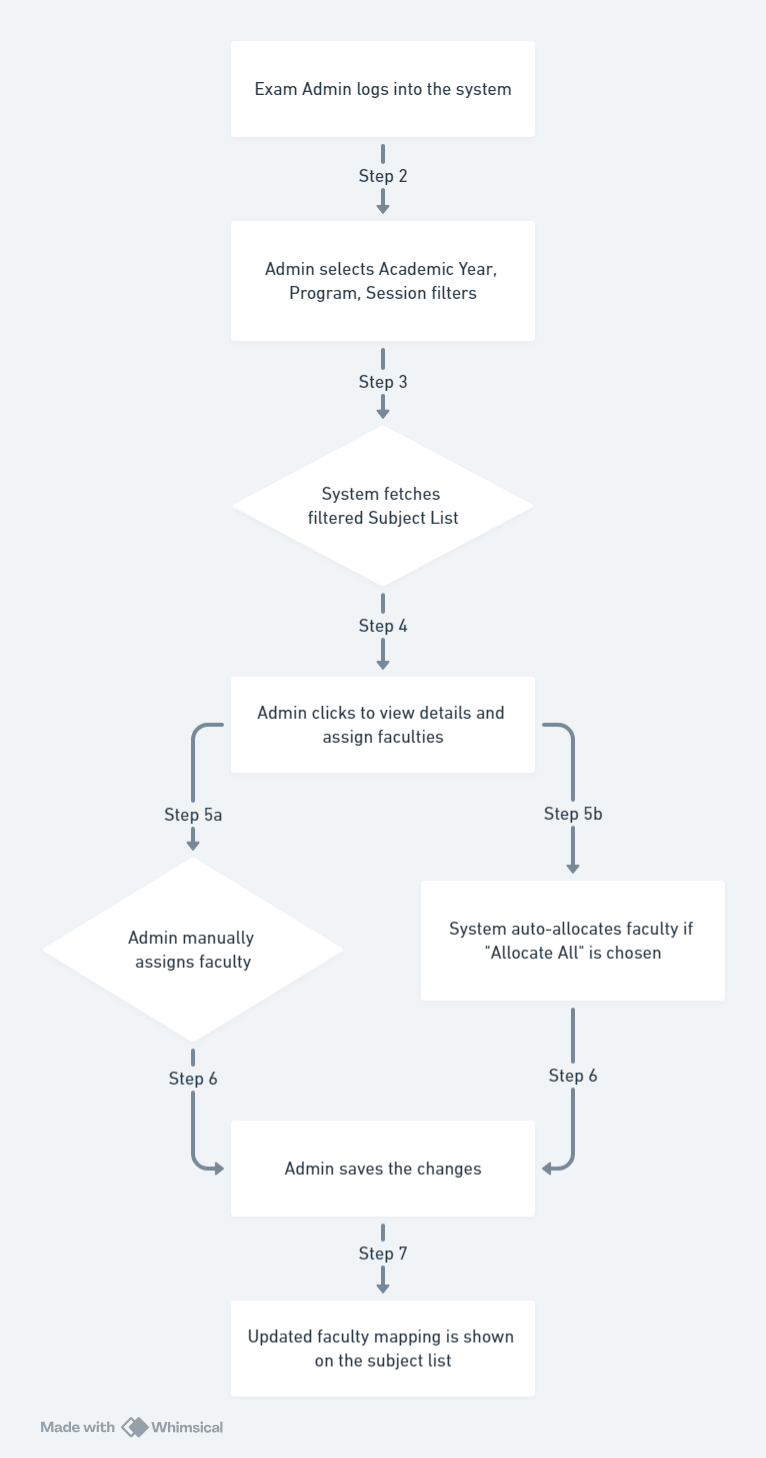 Exam Admin logs into the system
Step 2
Admin selects Academic Year,
Program, Session filters
Step 3
System fetches
filtered Subject List
Step 4
Admin clicks to view details and
assign faculties
Step 5a
Step 5b
Admin manually
assigns faculty
System auto-allocates faculty if
"Allocate All" is chosen
Step 6
Step 6
Admin saves the changes
Step 7
Updated faculty mapping is shown
on the subject list
Made with Whimsical